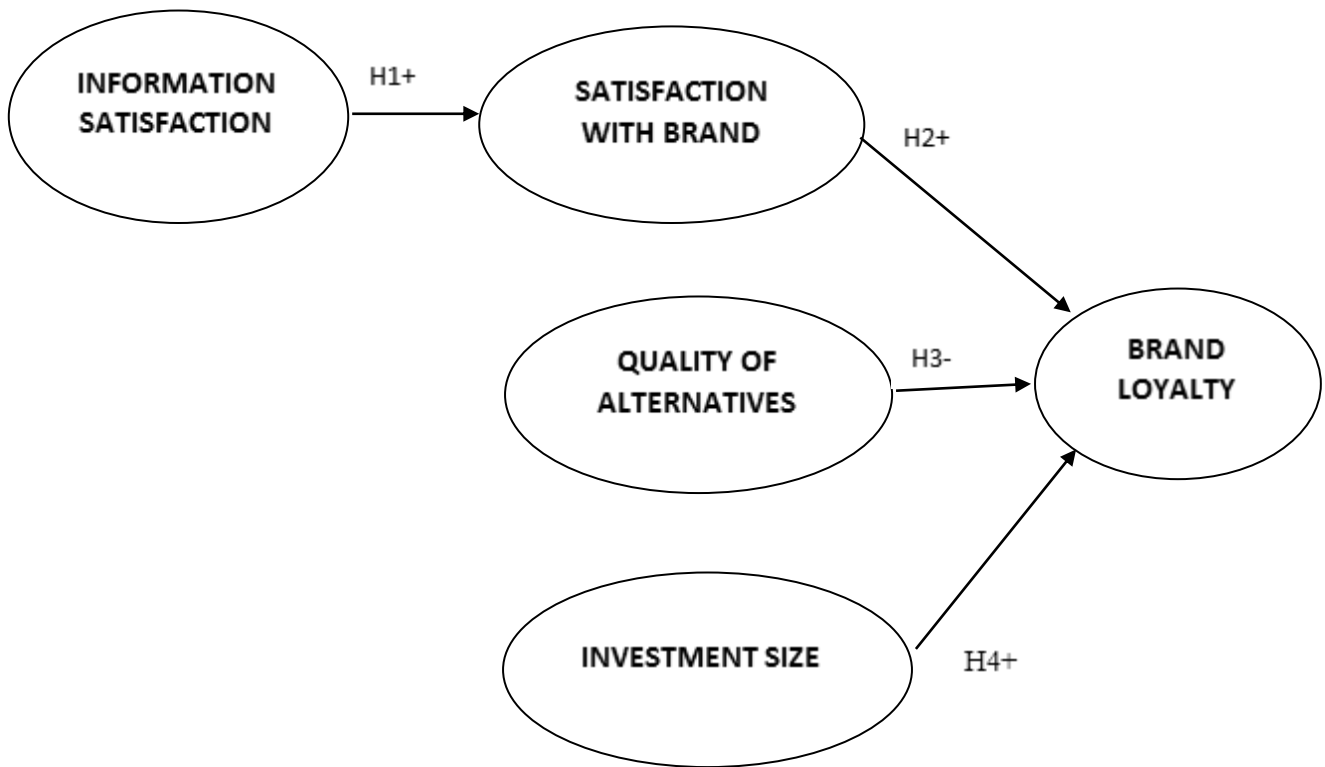 INFORMATION
SATISFACTION
H1+
SATISFACTION
WITH BRAND
H2+
QUALITY OF
ALTERNATIVES
H3-
BRAND
LOYALTY
INVESTMENT SIZE
H4+